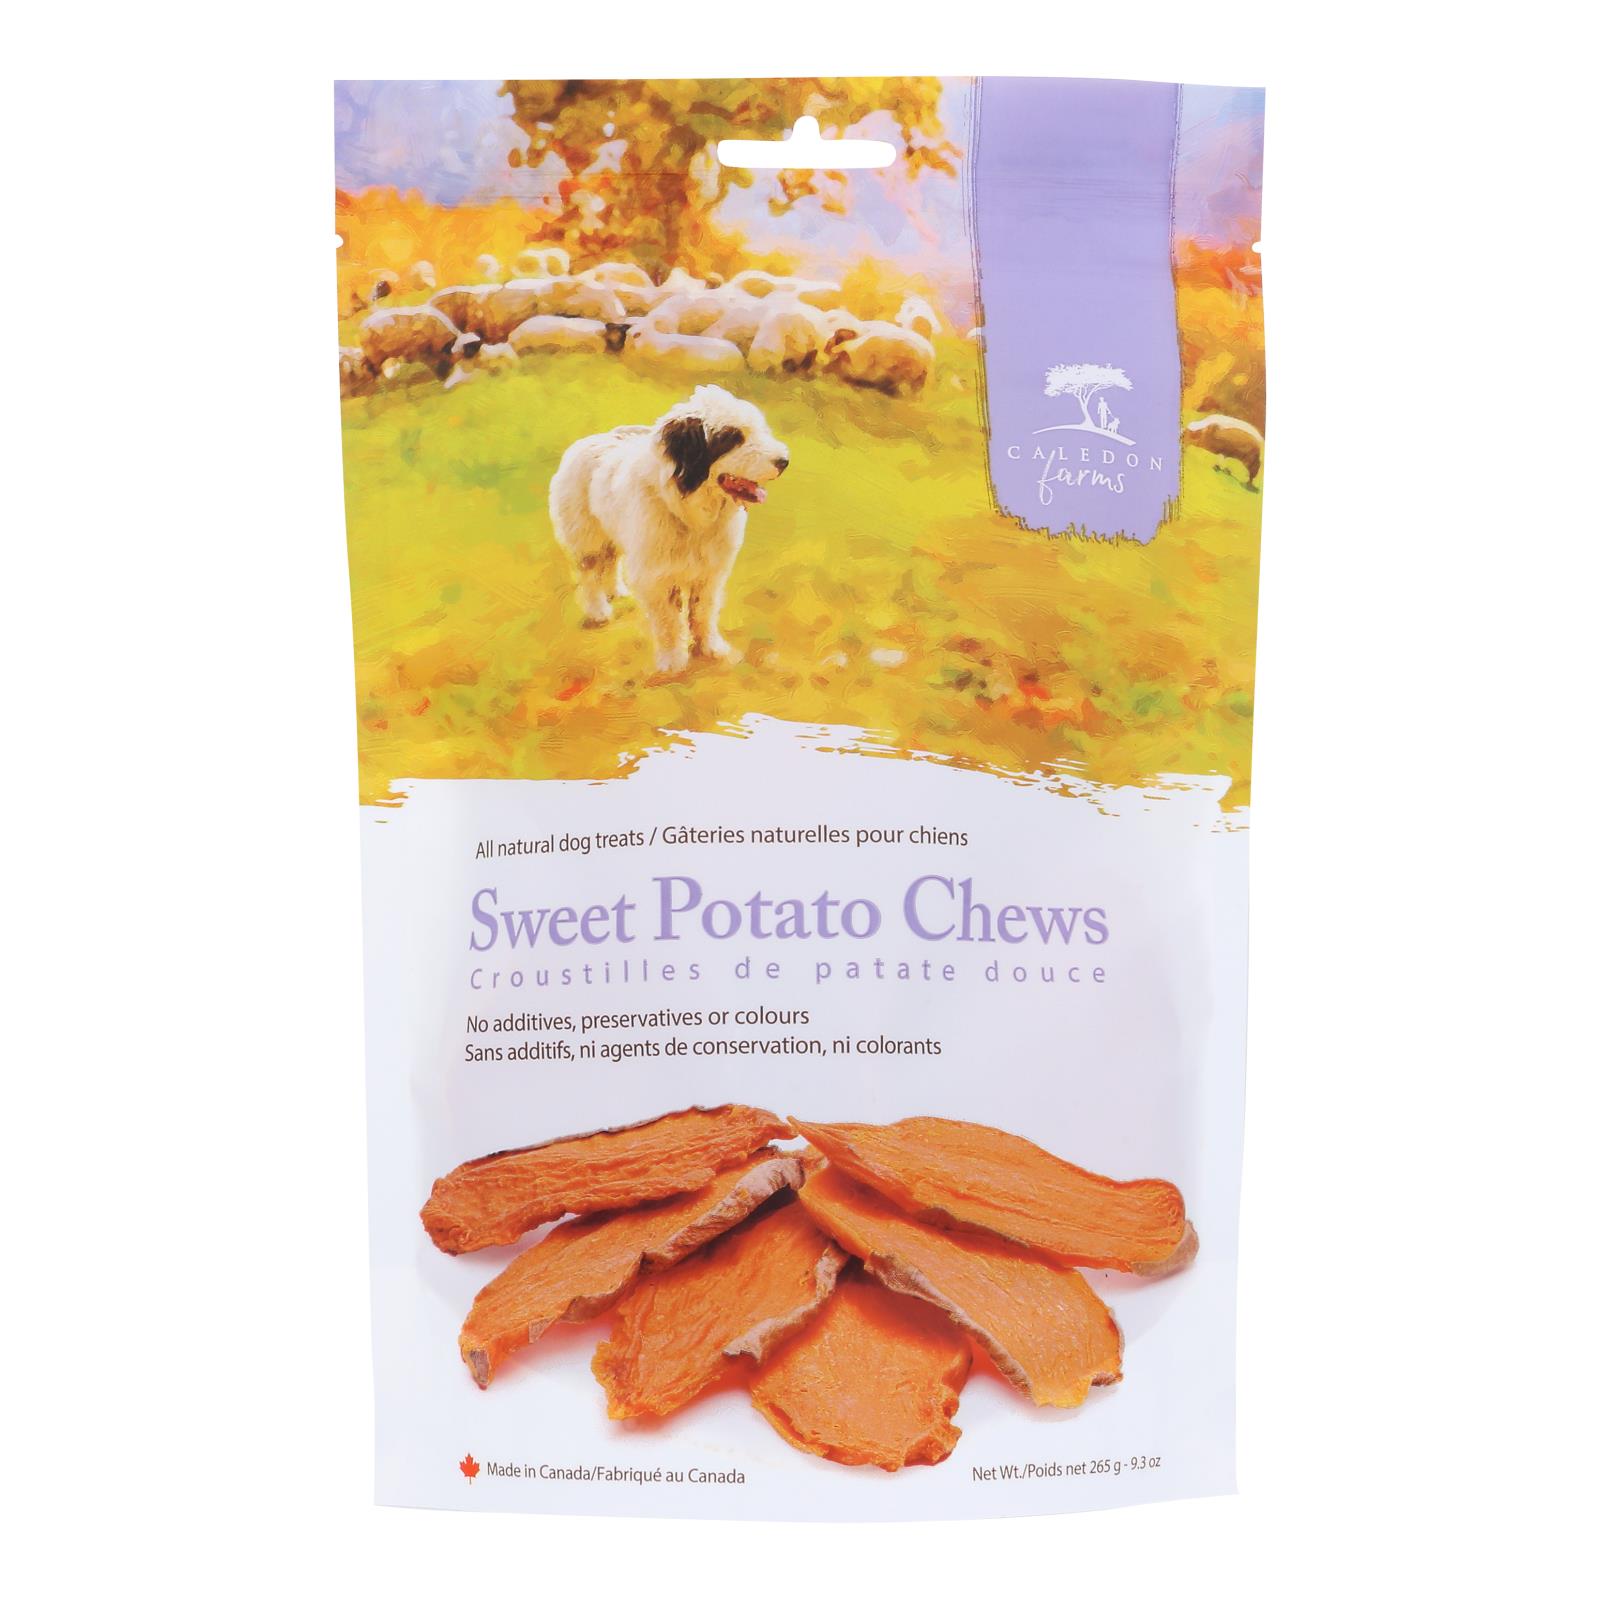 CALEDON
farms
All natural dog treats / Gâteries naturelles pour chiens
Sweet Potato Chews
Croustilles de patate douce
No additives, preservatives or colours
Sans additifs, ni agents de conservation, ni colorants
Made in Canada/Fabriqué au Canada
Net Wt./Poids net 265 g - 9.3 oz